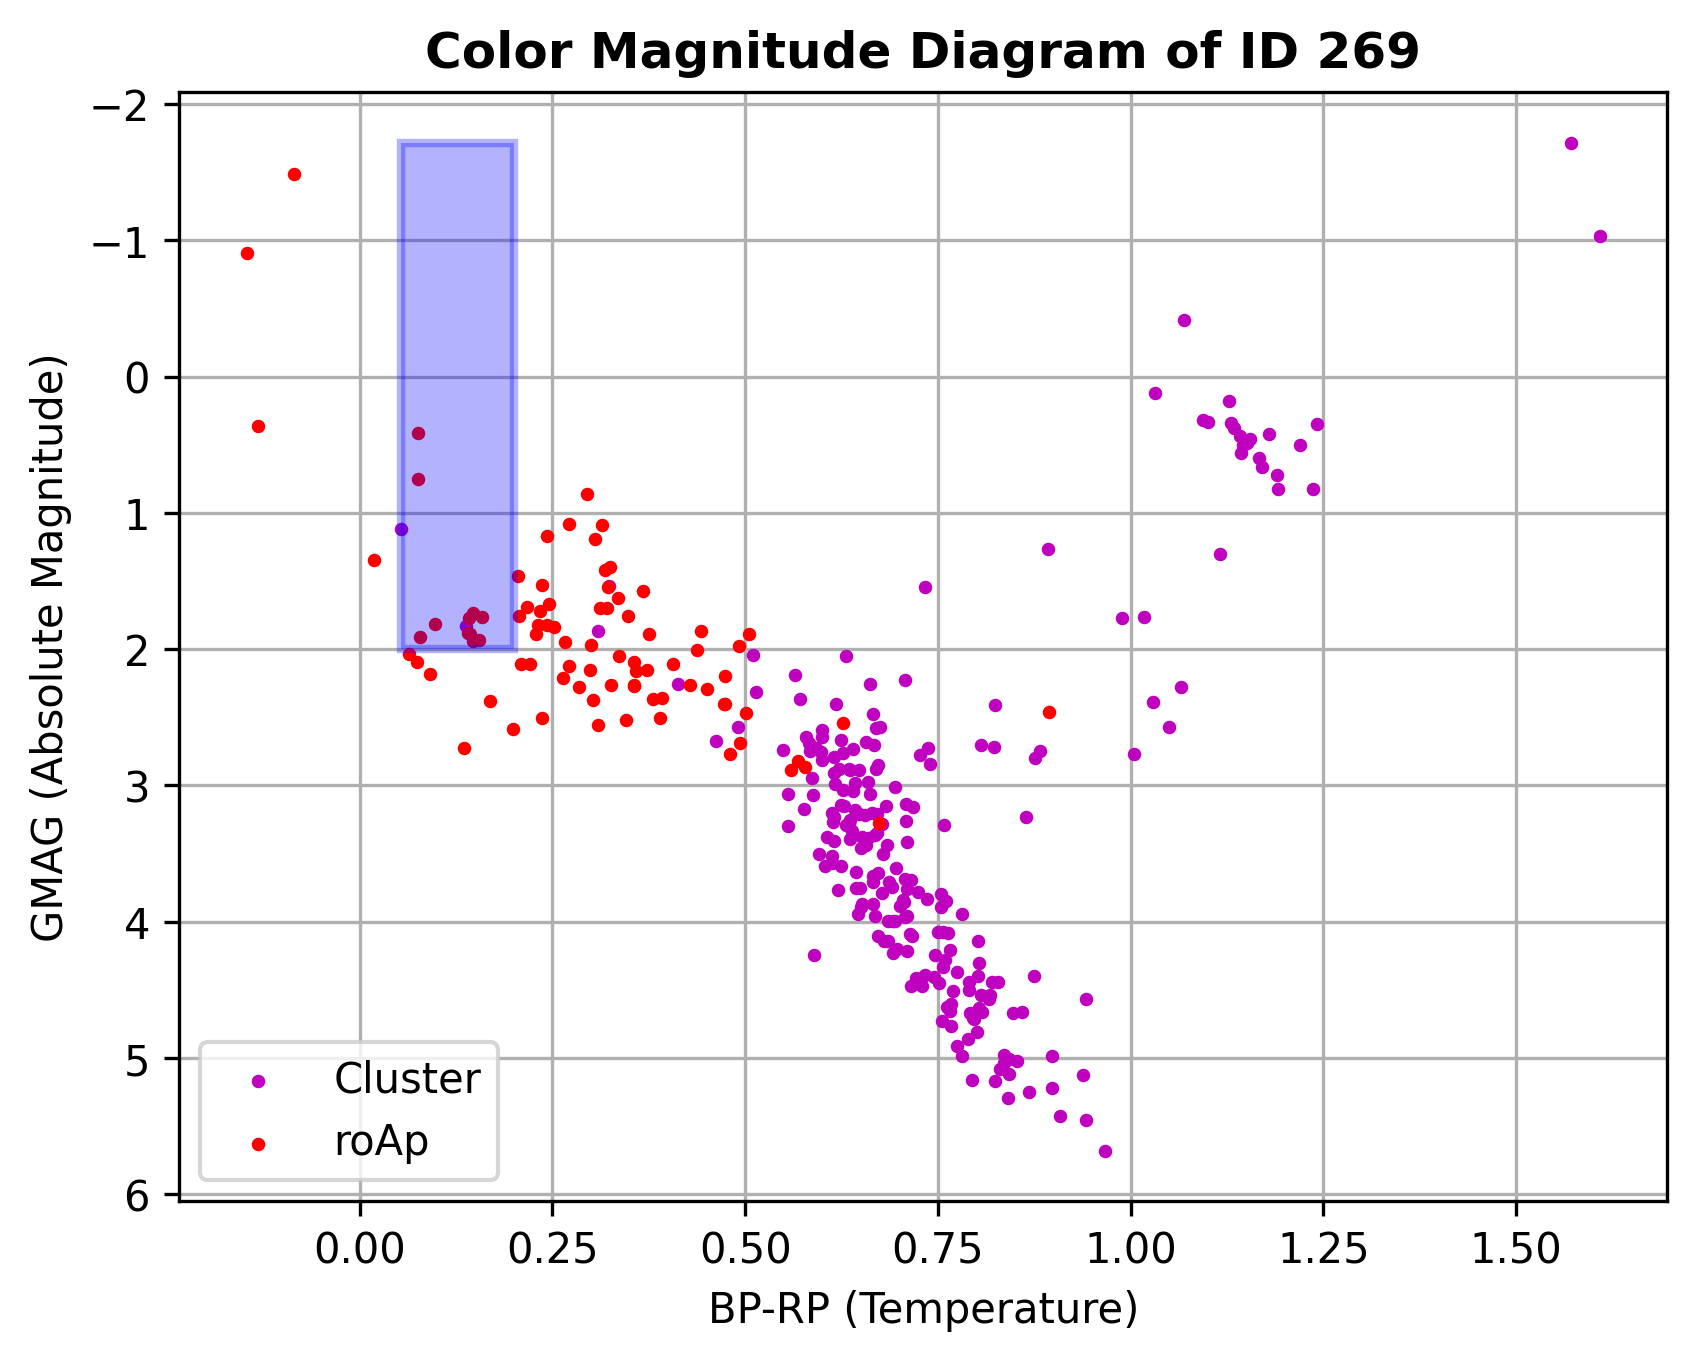 Color Magnitude Diagram of ID 269
GMAG (Absolute Magnitude)
−2
−1
0
1
2
3
4
5
6
Cluster
roAp
0.00 0.25 0.50 0.75 1.00 1.25 1.50
BP-RP (Temperature)